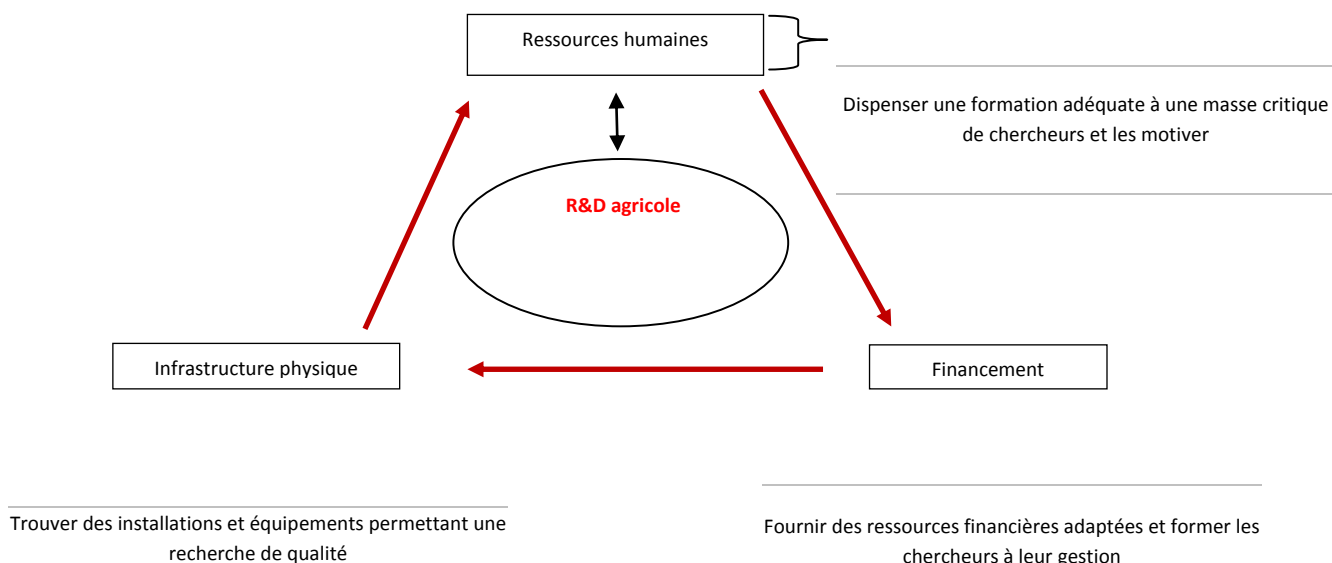 Ressources humaines
Dispenser une formation adéquate à une masse critique
de chercheurs et les motiver
R&D agricole
Infrastructure physique
Financement
Trouver des installations et équipements permettant une
recherche de qualité
Fournir des ressources financières adaptées et former les
chercheurs à leur gestion